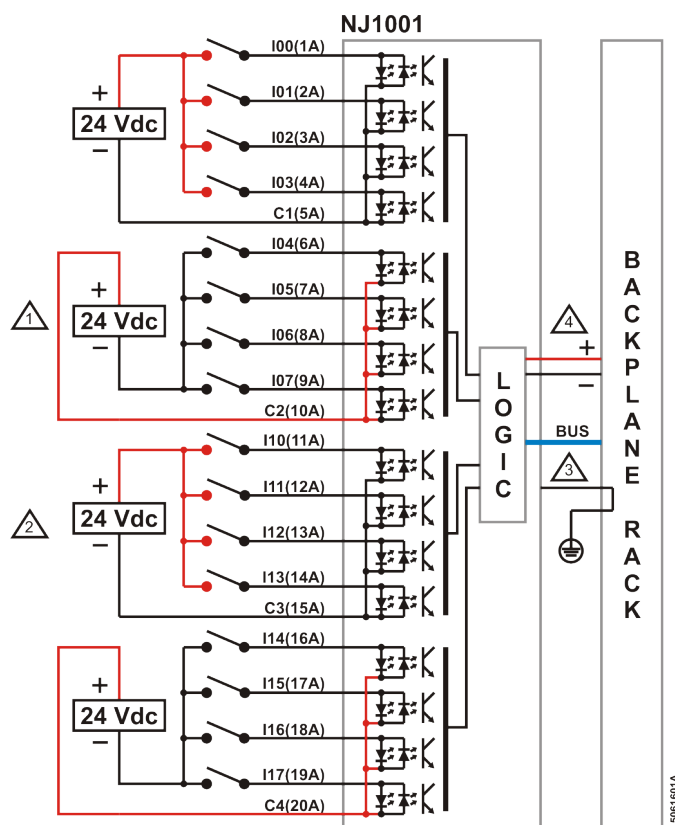 NJ1001
I00(1A)
I01(2A)
+
24 Vdc
−
I02(3A)
I03(4A)
C1(5A)
I04(6A)
I05(7A)
1
+
24 Vdc
−
I06(8A)
I07(9A)
C2(10A)
I10(11A)
I11(12A)
2
+
24 Vdc
−
I12(13A)
I13(14A)
C3(15A)
I14(16A)
I15(17A)
+
24 Vdc
−
I16(18A)
I17(19A)
C4(20A)
LOGIC
4
+
−
BUS
3
BACKPLANE RACK
5061601A